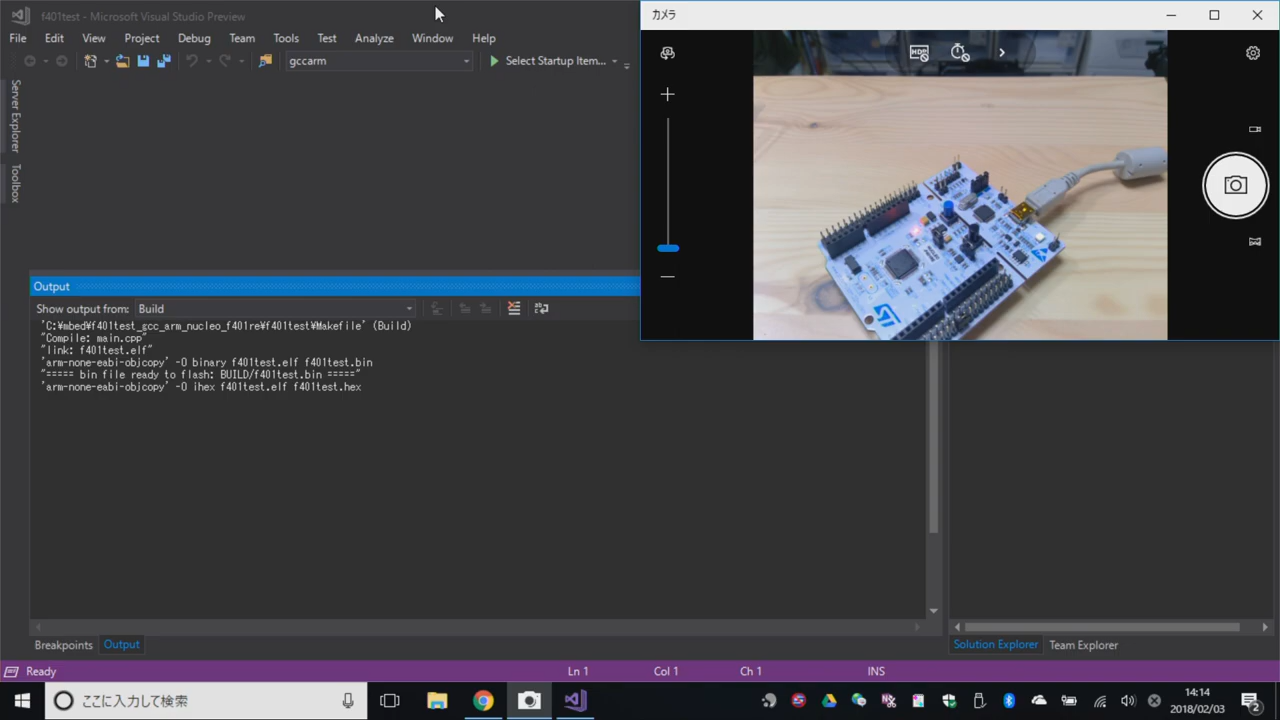 f401test - Microsoft Visual Studio Preview
カメラ
File Edit View Project Debug Team Tools Test Analyze Window Help
gccarm
Select Startup Item...
Server Explorer
Toolbox
HDR
Output
Show output from: Build
'C:¥mbed¥f401test_gcc_arm_nucleo_f401re¥f401test¥Makefile' (Build)
"Compile: main.cpp"
"link: f401test.elf"
'arm-none-eabi-objcopy' -O binary f401test.elf f401test.bin
"===== bin file ready to flash: BUILD/f401test.bin ====="
'arm-none-eabi-objcopy' -O ihex f401test.elf f401test.hex
Breakpoints Output
Solution Explorer Team Explorer
Ready
Ln 1 Col 1 Ch 1 INS
ここに入力して検索
14:14
2018/02/03
2